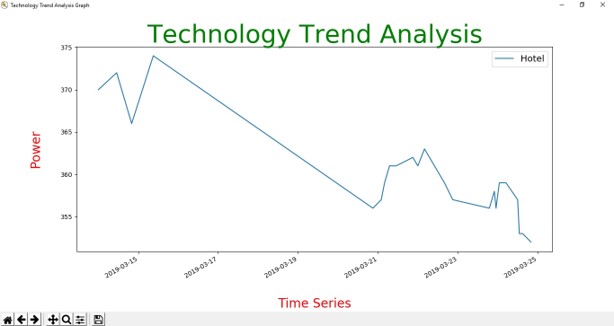 Technology Trend Analysis Graph
Technology Trend Analysis
Hotel
Power
375
370
365
360
355
2019-03-15
2019-03-17
2019-03-19
2019-03-21
2019-03-23
2019-03-25
Time Series